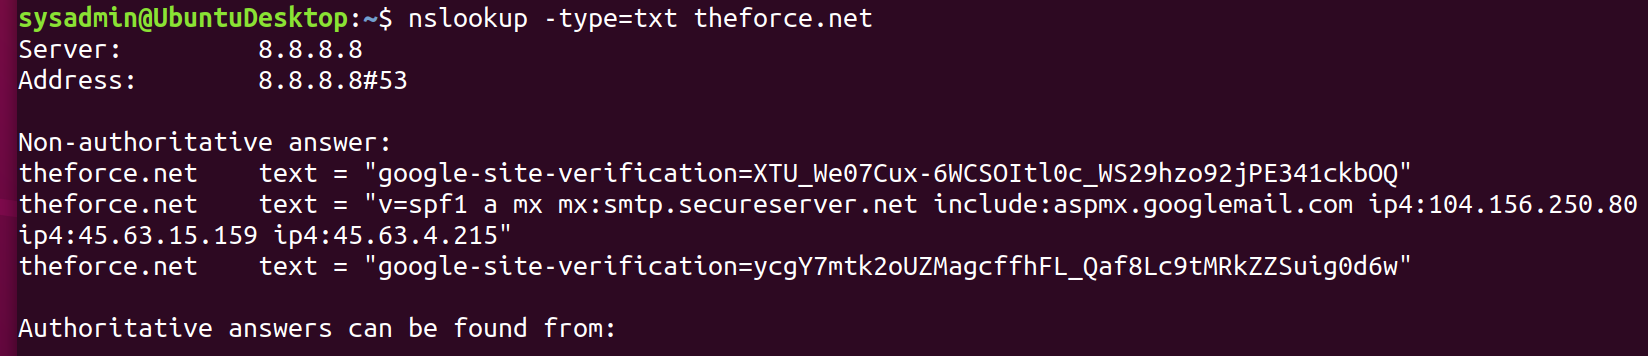 sysadmin@UbuntuDesktop:~$ nslookup -type=txt theforce.net
Server:		8.8.8.8
Address:	8.8.8.8#53

Non-authoritative answer:
theforce.net	text = "google-site-verification=XTU_We07Cux-6WCSOItl0c_WS29hzo92jPE341ckbOQ"
theforce.net	text = "v=spf1 a mx mx:smtp.secureserver.net include:aspmx.googlemail.com ip4:104.156.250.80
ip4:45.63.15.159 ip4:45.63.4.215"
theforce.net	text = "google-site-verification=ycgY7mtk2oUZMagcffhFL_Qaf8Lc9tMRkZZSuig0d6w"

Authoritative answers can be found from: